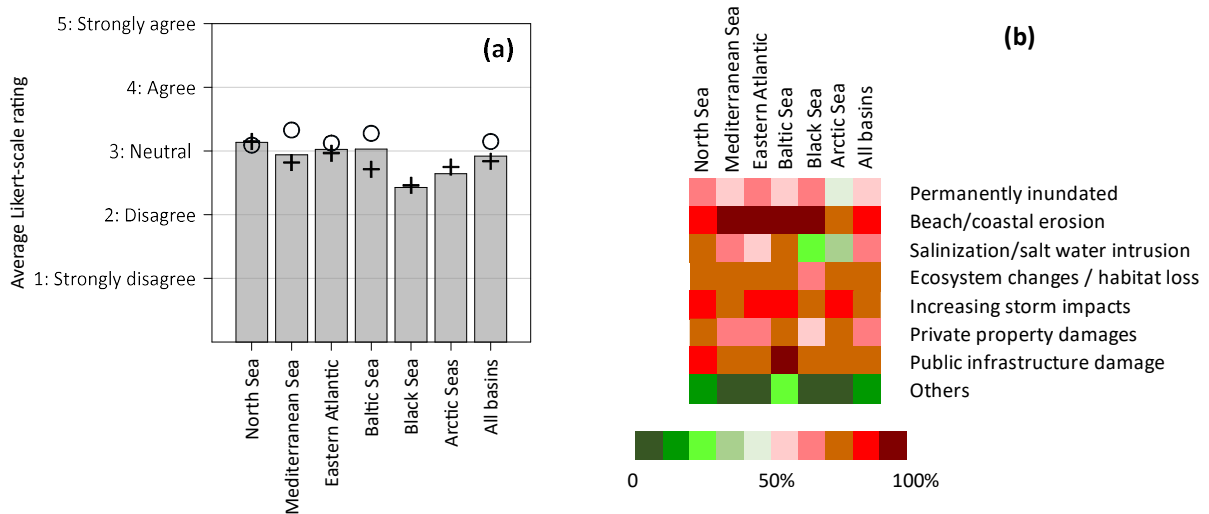 (a)
5: Strongly agree
4: Agree
3: Neutral
2: Disagree
1: Strongly disagree
Average Likert-scale rating
North Sea
Mediterranean Sea
Eastern Atlantic
Baltic Sea
Black Sea
Arctic Seas
All basins
(b)
North Sea
Mediterranean Sea
Eastern Atlantic
Baltic Sea
Black Sea
Arctic Sea
All basins
Permanently inundated
Beach/coastal erosion
Salinization/salt water intrusion
Ecosystem changes / habitat loss
Increasing storm impacts
Private property damages
Public infrastructure damage
Others
0 50% 100%